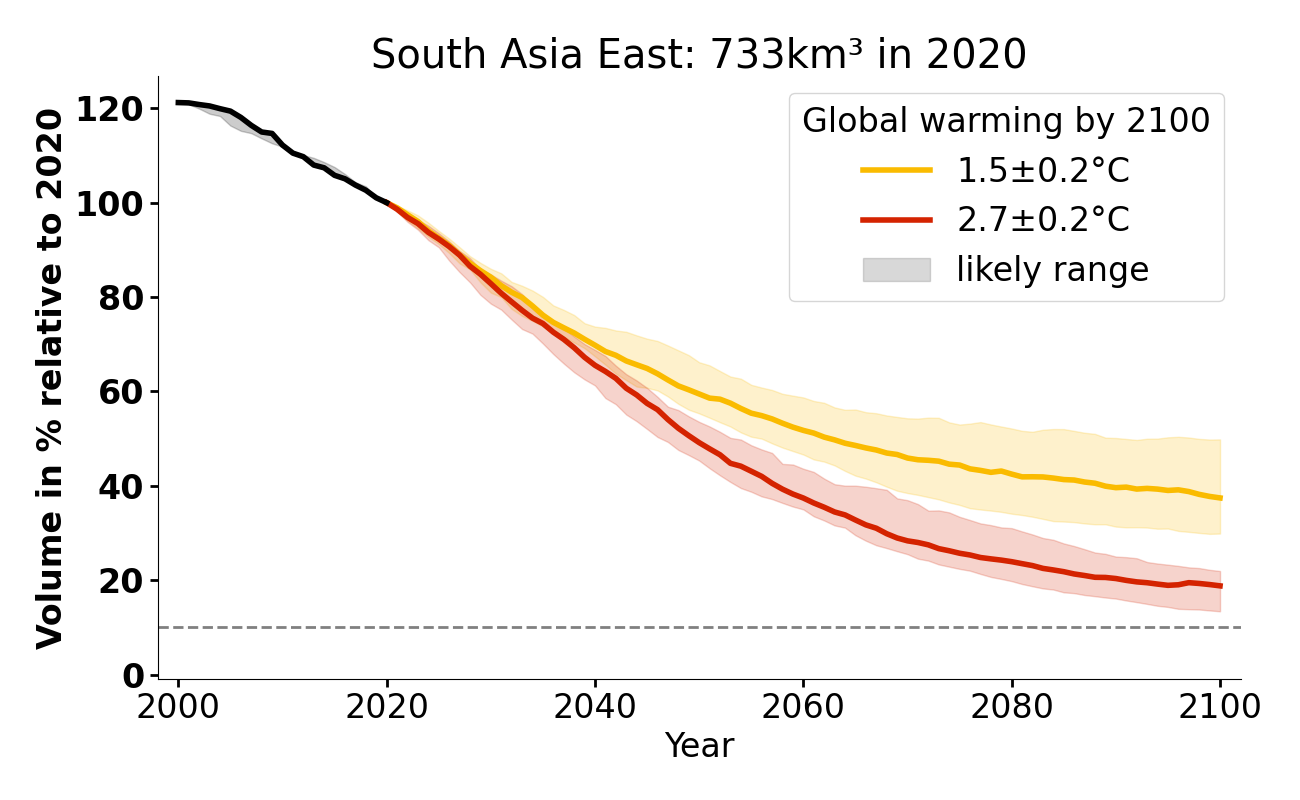 South Asia East: 733km³ in 2020
Volume in % relative to 2020
120
100
80
60
40
20
0
Global warming by 2100
1.5±0.2°C
2.7±0.2°C
likely range
2000 2020 2040 2060 2080 2100
Year